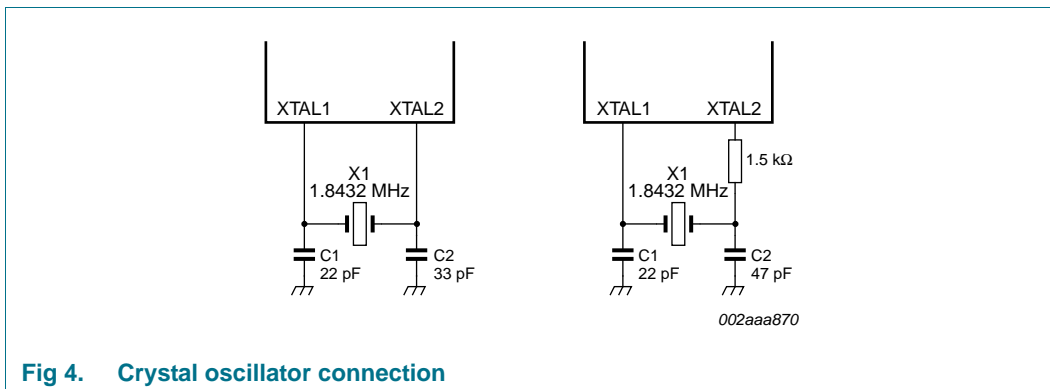 XTAL1 XTAL2
X1
1.8432 MHz
C1
22 pF
C2
33 pF
XTAL1 XTAL2
1.5 kΩ
X1
1.8432 MHz
C1
22 pF
C2
47 pF
002aaa870
Fig 4. Crystal oscillator connection